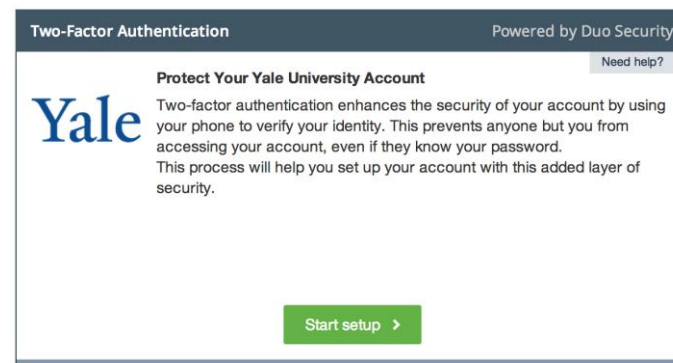 Two-Factor Authentication
Powered by Duo Security
Need help?
Protect Your Yale University Account
Yale
Two-factor authentication enhances the security of your account by using
your phone to verify your identity. This prevents anyone but you from
accessing your account, even if they know your password.
This process will help you set up your account with this added layer of
security.
Start setup >